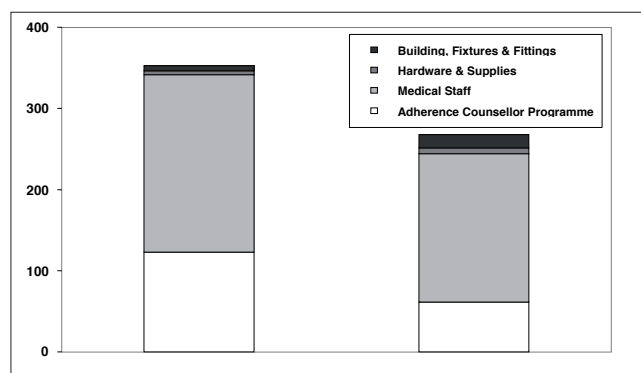 400
300
200
100
0
Building, Fixtures & Fittings
Hardware & Supplies
Medical Staff
Adherence Counsellor Programme